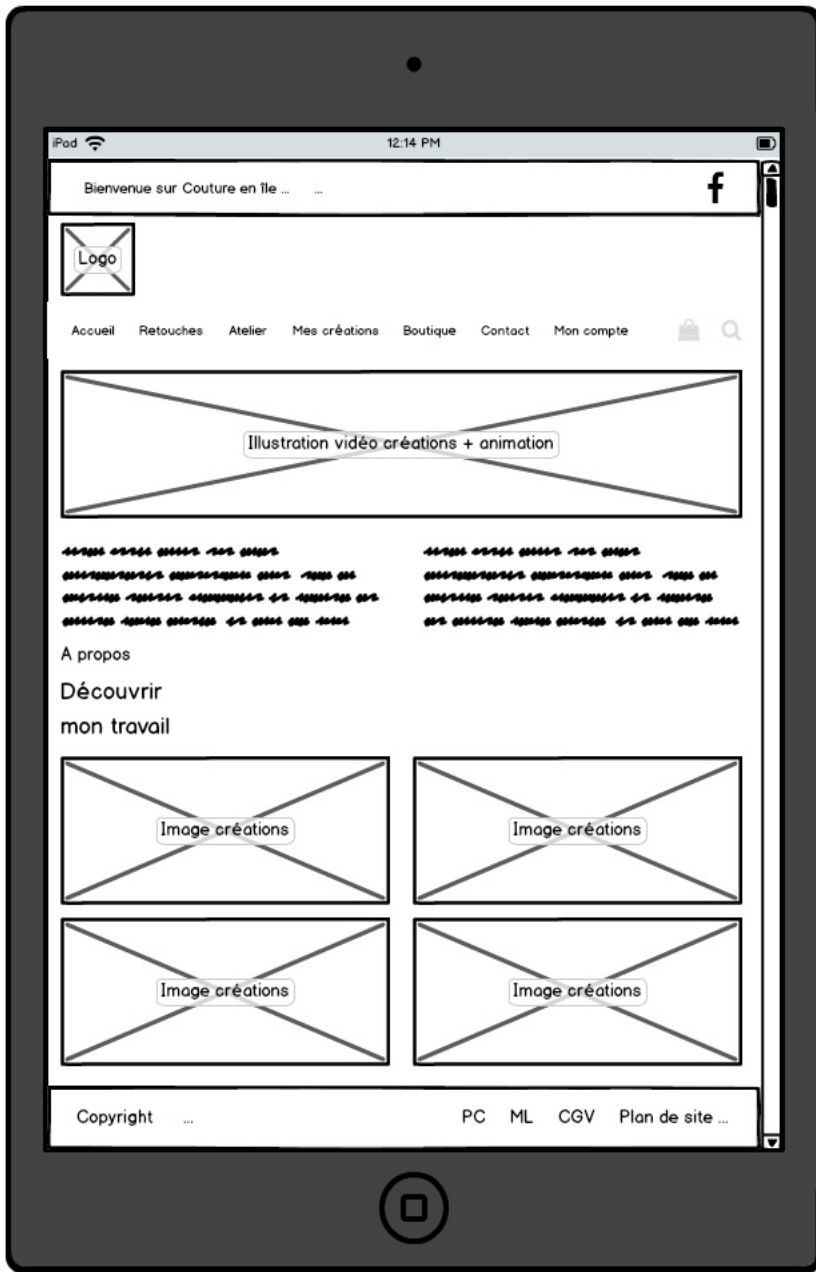 iPad 12:14 PM
Bienvenue sur Couture en île ... ... f
Logo
Accueil Retouches Atelier Mes créations Boutique Contact Mon compte
Illustration vidéo créations + animation
A propos
Découvrir
mon travail
Image créations Image créations
Image créations Image créations
Copyright ... PC ML CGV Plan de site ...